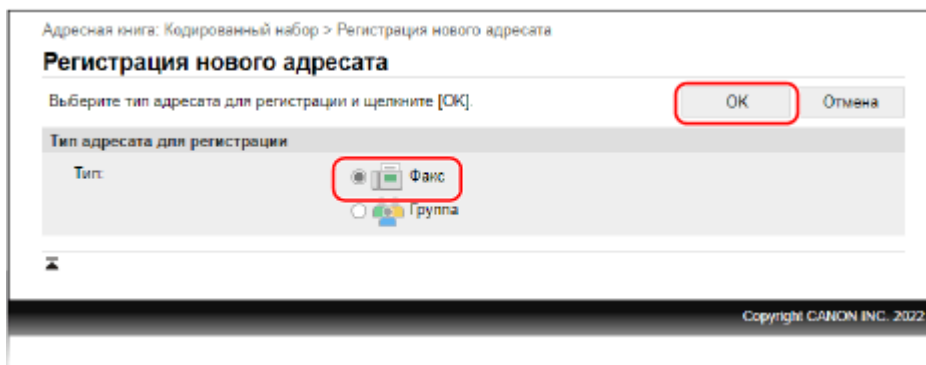 Адресная книга: Кодированный набор > Регистрация нового адресата
Регистрация нового адресата
Выберите тип адресата для регистрации и щелкните [OK].
OK
Отмена
Тип адресата для регистрации
Тип:
Факс
Группа
Copyright CANON INC. 2022